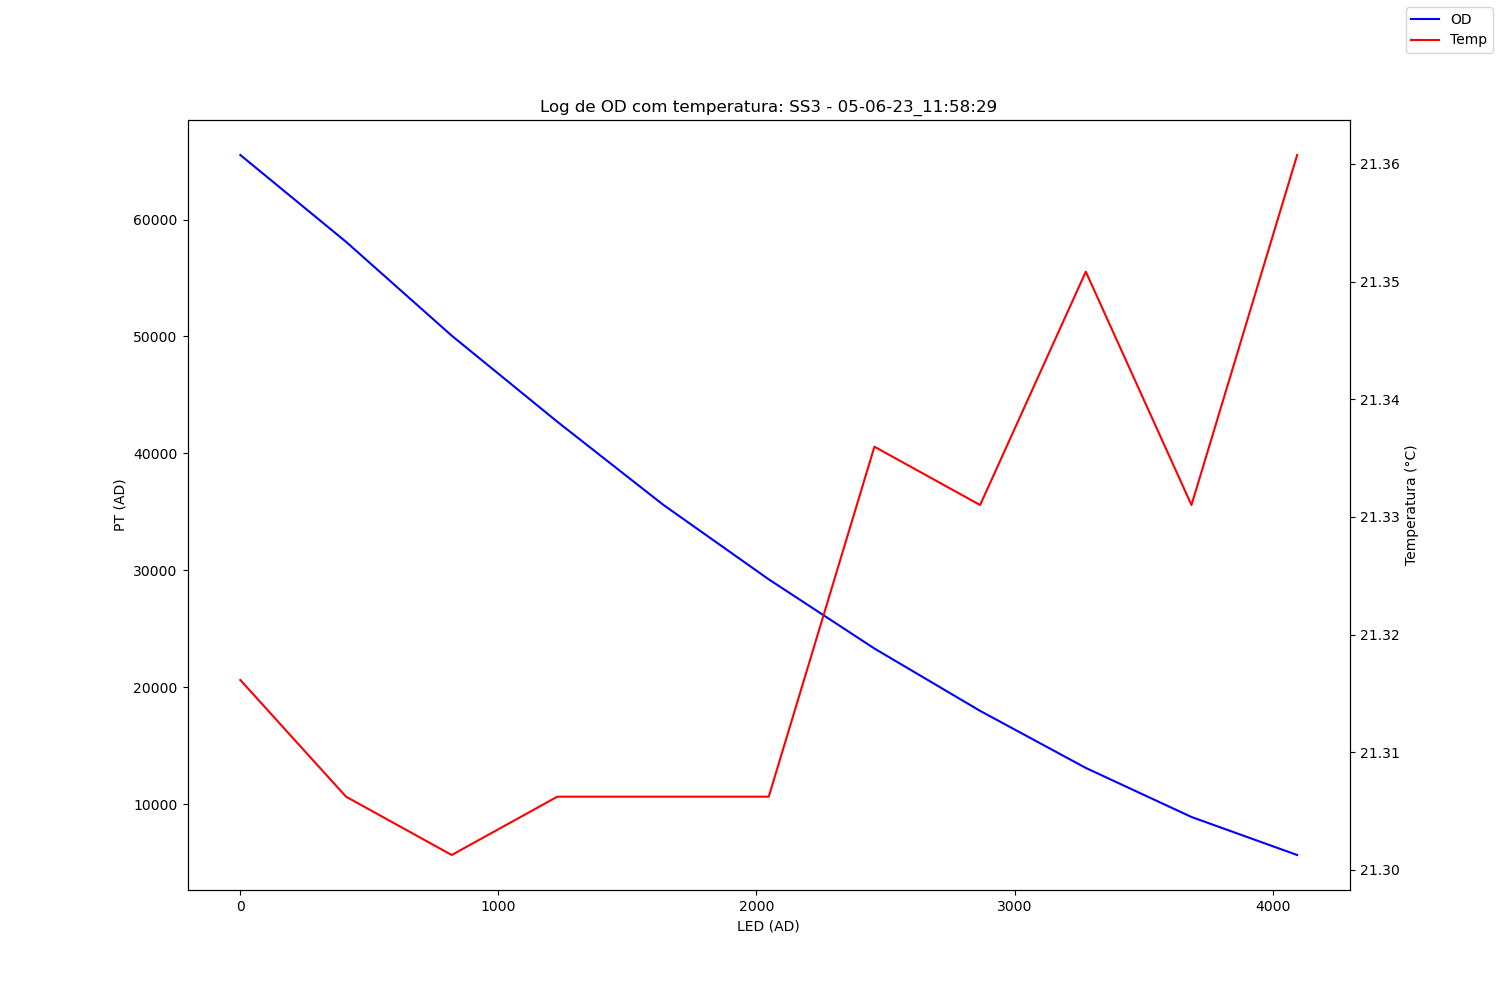 OD
Temp
Log de OD com temperatura: SS3 - 05-06-23_11:58:29
60000
50000
40000
30000
20000
10000
PT (AD)
21.36
21.35
21.34
21.33
21.32
21.31
21.30
Temperatura (°C)
0 1000 2000 3000 4000
LED (AD)